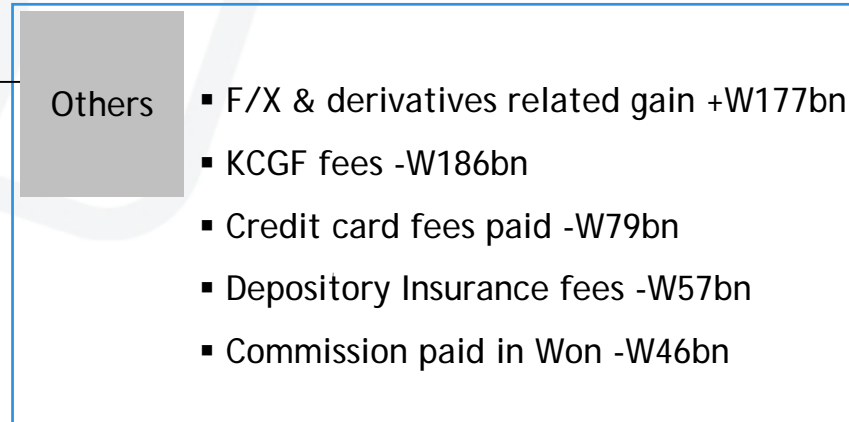 Others
▪ F/X & derivatives related gain +W177bn
▪ KCGF fees -W186bn
▪ Credit card fees paid -W79bn
▪ Depository Insurance fees -W57bn
▪ Commission paid in Won -W46bn